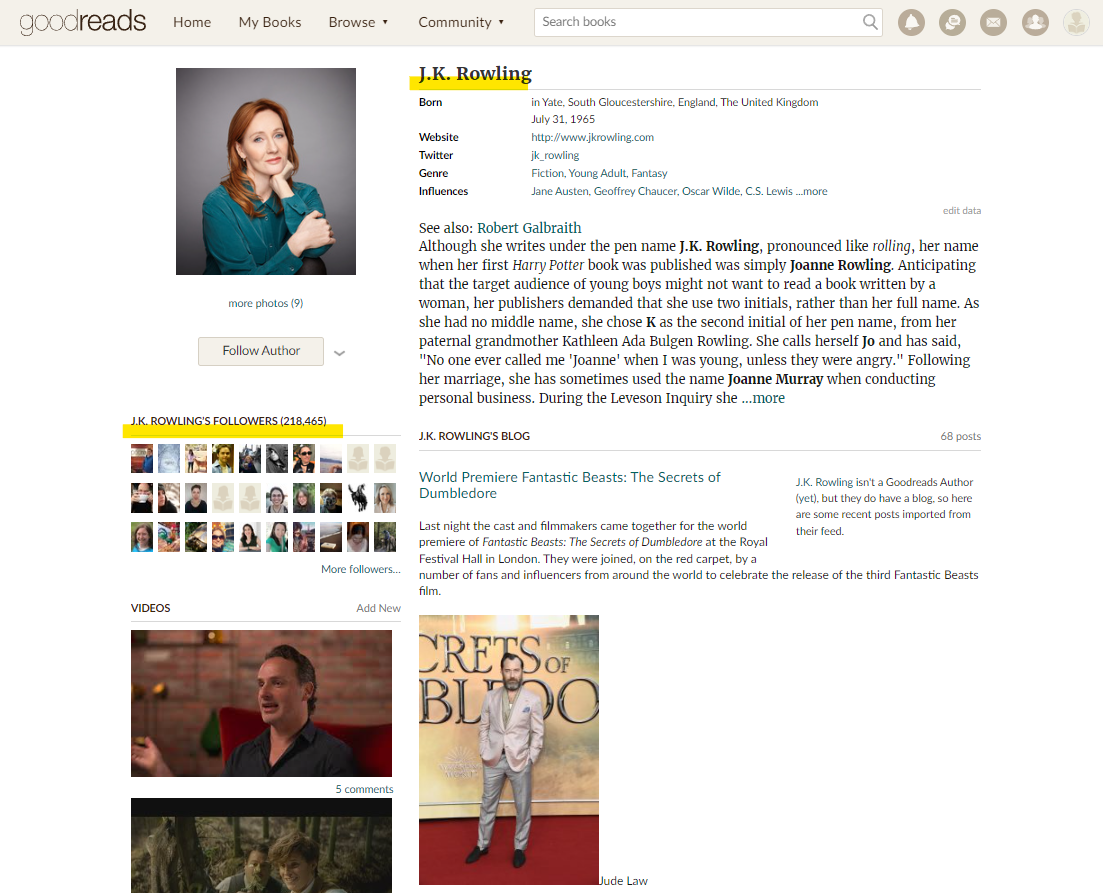 goodreads Home My Books Browse ▾ Community ▾ Search books
J.K. Rowling
Born in Yate, South Gloucestershire, England, The United Kingdom
July 31, 1965
Website http://www.jkrowling.com
Twitter jk_rowling
Genre Fiction, Young Adult, Fantasy
Influences Jane Austen, Geoffrey Chaucer, Oscar Wilde, C.S. Lewis ...more
edit data
more photos (9)
Follow Author
See also: Robert Galbraith
Although she writes under the pen name J.K. Rowling, pronounced like rolling, her name
when her first Harry Potter book was published was simply Joanne Rowling. Anticipating
that the target audience of young boys might not want to read a book written by a
woman, her publishers demanded that she use two initials, rather than her full name. As
she had no middle name, she chose K as the second initial of her pen name, from her
paternal grandmother Kathleen Ada Bulgen Rowling. She calls herself Jo and has said,
"No one ever called me 'Joanne' when I was young, unless they were angry." Following
her marriage, she has sometimes used the name Joanne Murray when conducting
personal business. During the Leveson Inquiry she ...more
J.K. ROWLING'S FOLLOWERS (218,465)
More followers...
VIDEOS Add New
5 comments
J.K. ROWLING'S BLOG 68 posts
World Premiere Fantastic Beasts: The Secrets of
Dumbledore
J.K. Rowling isn't a Goodreads Author
(yet), but they do have a blog, so here
are some recent posts imported from
their feed.
Last night the cast and filmmakers came together for the world
premiere of Fantastic Beasts: The Secrets of Dumbledore at the Royal
Festival Hall in London. They were joined, on the red carpet, by a
number of fans and influencers from around the world to celebrate the release of the third Fantastic Beasts
film.
CRETS OF
BLEDO
Jude Law